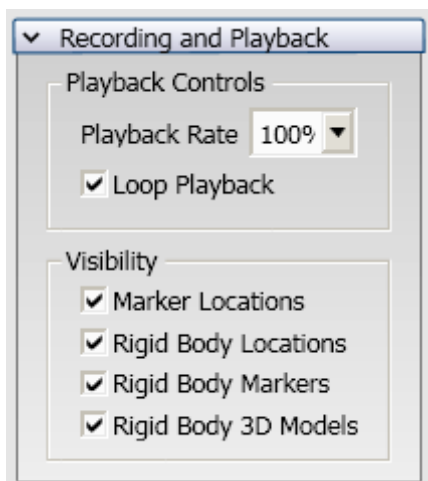 Recording and Playback
Playback Controls
Playback Rate 100%
Loop Playback
Visibility
Marker Locations
Rigid Body Locations
Rigid Body Markers
Rigid Body 3D Models